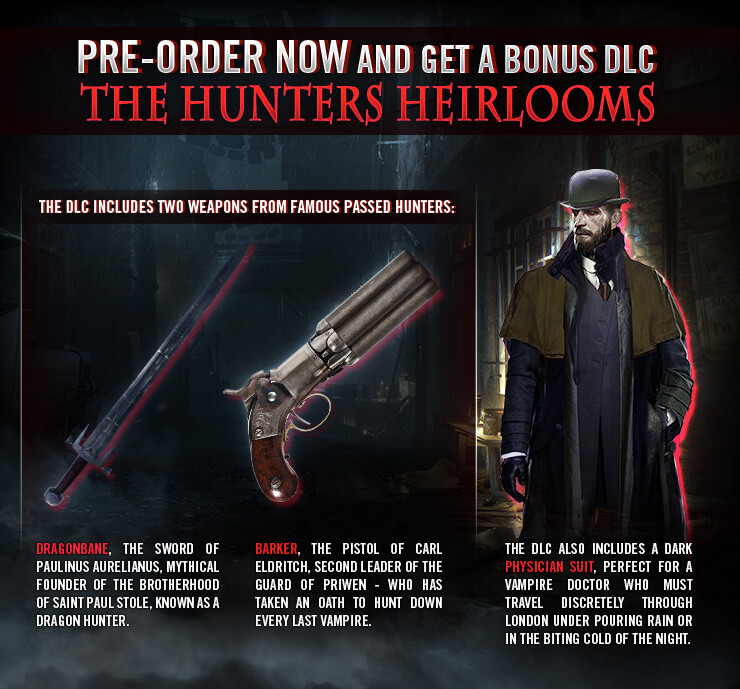 PRE-ORDER NOW AND GET A BONUS DLC
THE HUNTERS HEIRLOOMS
THE DLC INCLUDES TWO WEAPONS FROM FAMOUS PASSED HUNTERS:
DRAGONBANE, THE SWORD OF
PAULINUS AURELIANUS, MYTHICAL
FOUNDER OF THE BROTHERHOOD
OF SAINT PAUL STOLE, KNOWN AS A
DRAGON HUNTER.
BARKER, THE PISTOL OF CARL
ELDRITCH, SECOND LEADER OF THE
GUARD OF PRIWEN - WHO HAS
TAKEN AN OATH TO HUNT DOWN
EVERY LAST VAMPIRE.
THE DLC ALSO INCLUDES A DARK
PHYSICIAN SUIT, PERFECT FOR A
VAMPIRE DOCTOR WHO MUST
TRAVEL DISCRETELY THROUGH
LONDON UNDER POURING RAIN OR
IN THE BITING COLD OF THE NIGHT.